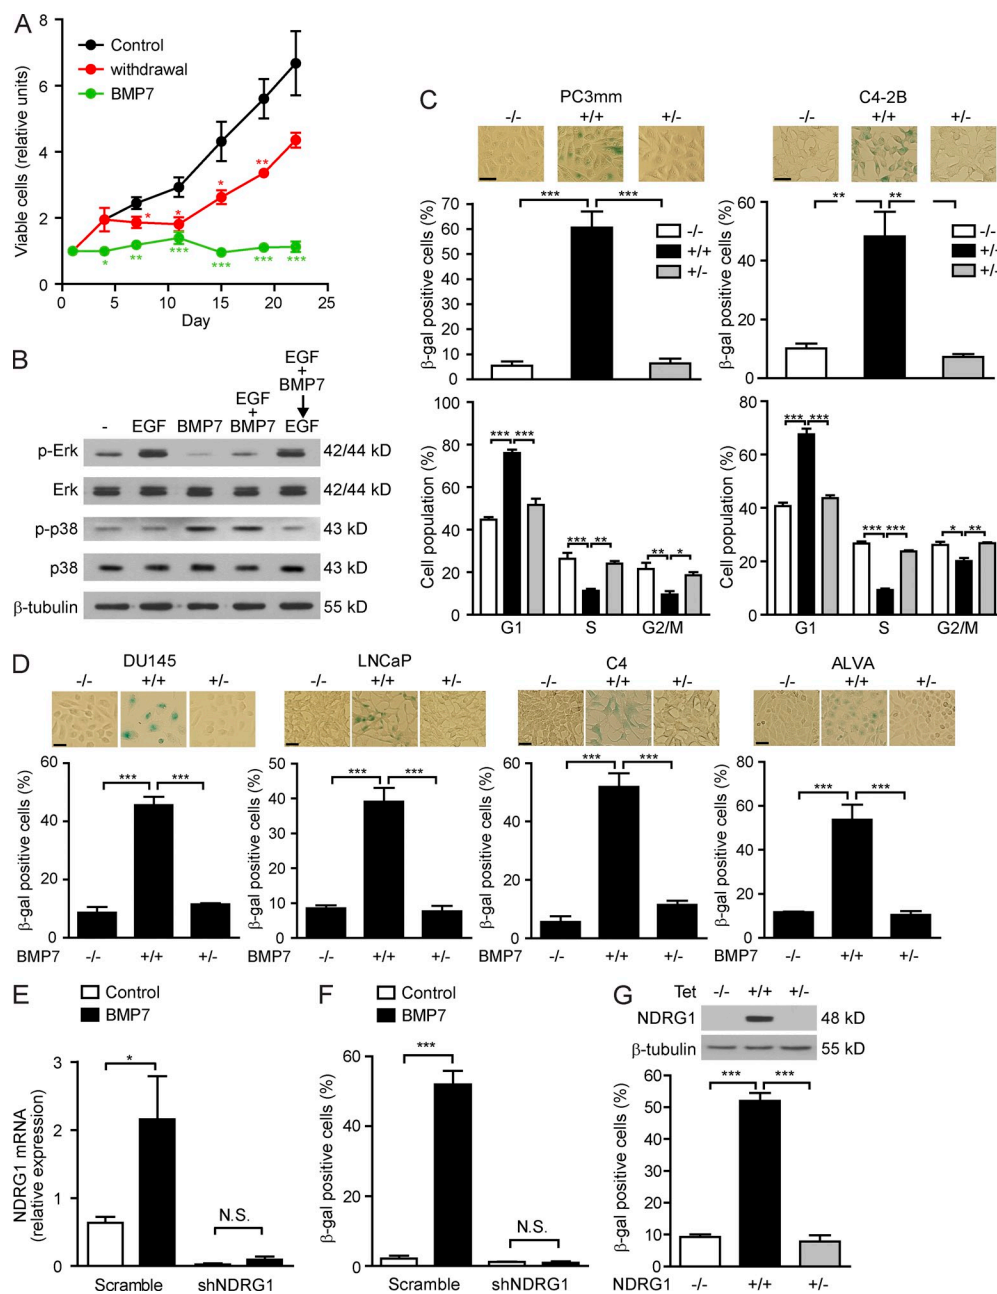 A
Control
withdrawal
BMP7
Viable cells (relative units)
8
6
4
2
0
* ** *** *** *** ***
* * * **
0 5 10 15 20 25
Day
B
- EGF BMP7 EGF + BMP7 EGF + BMP7 EGF
p-Erk 42/44 kD
Erk 42/44 kD
p-p38 43 kD
p38 43 kD
β-tubulin 55 kD
C
PC3mm
-/- +/+ +/-
*** ***
β-gal positive cells (%)
70
60
50
40
30
20
10
0
-/-
+/+
+/-
Cell population (%)
100
80
60
40
20
0
*** *** *** ** ** *
G1 S G2/M
C4-2B
-/- +/+ +/-
** **
β-gal positive cells (%)
60
50
40
30
20
10
0
-/-
+/+
+/-
Cell population (%)
80
60
40
20
0
*** *** *** *** * **
G1 S G2/M
D
DU145
-/- +/+ +/-
*** ***
β-gal positive cells (%)
60
40
20
0
BMP7 -/- +/+ +/-
LNCaP
-/- +/+ +/-
*** ***
β-gal positive cells (%)
50
40
30
20
10
0
BMP7 -/- +/+ +/-
C4
-/- +/+ +/-
*** ***
β-gal positive cells (%)
60
40
20
0
BMP7 -/- +/+ +/-
ALVA
-/- +/+ +/-
*** ***
β-gal positive cells (%)
80
60
40
20
0
BMP7 -/- +/+ +/-
E
Control
BMP7
NDRG1 mRNA
(relative expression)
3
2
1
0
*
N.S.
Scramble shNDRG1
F
Control
BMP7
β-gal positive cells (%)
60
40
20
0
***
N.S.
Scramble shNDRG1
G
Tet -/- +/+ +/-
NDRG1 48 kD
β-tubulin 55 kD
*** ***
β-gal positive cells (%)
60
50
40
30
20
10
0
NDRG1 -/- +/+ +/-